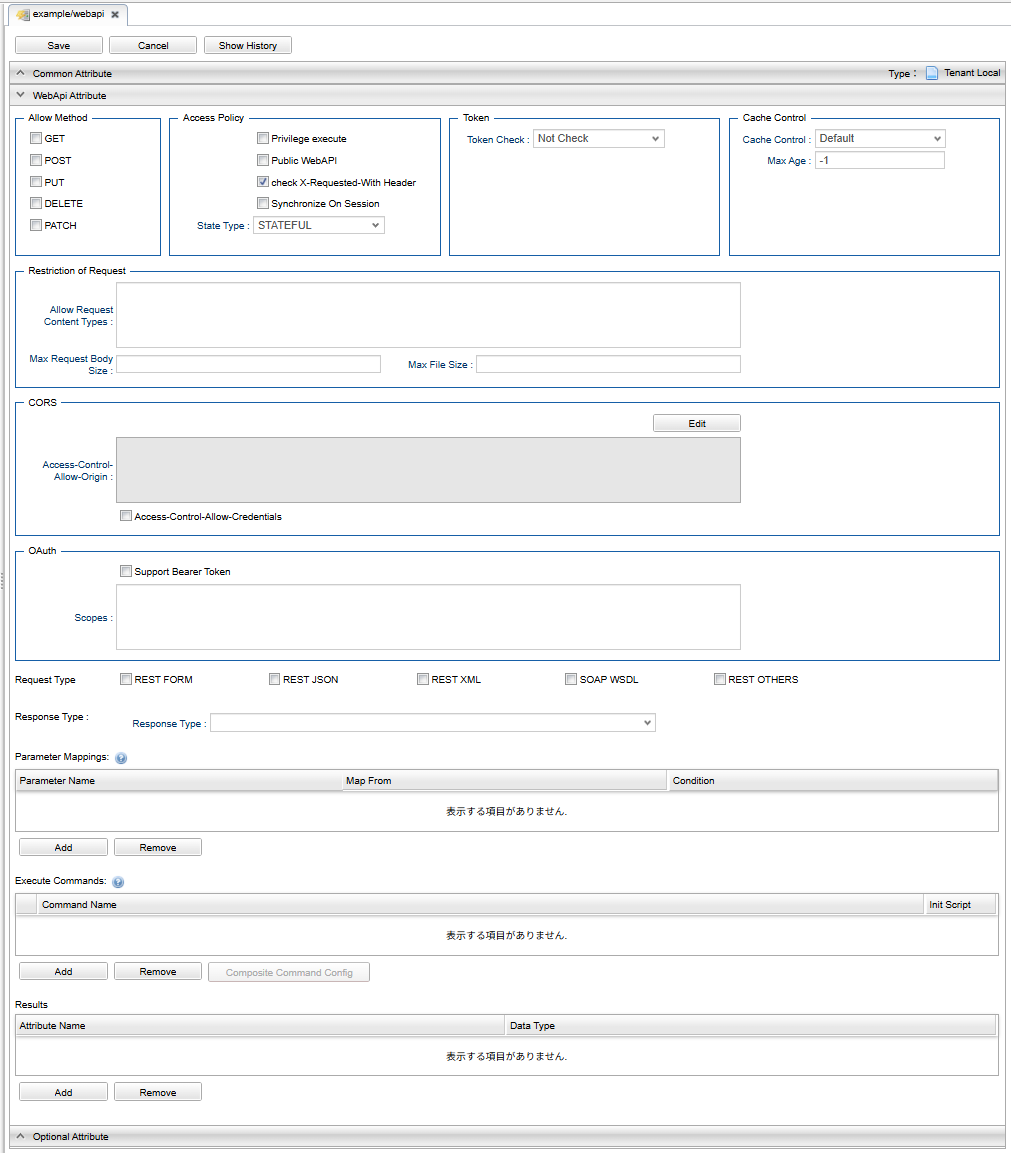 example/webapi
Save Cancel Show History
Common Attribute Type : Tenant Local
WebApi Attribute
Allow Method Access Policy Token Cache Control
GET Privilege execute Token Check : Not Check Cache Control : Default
POST Public WebAPI Max Age : -1
PUT check X-Requested-With Header
DELETE Synchronize On Session
PATCH State Type : STATEFUL
Restriction of Request
Allow Request
Content Types :
Max Request Body
Size :
Max File Size :
CORS
Edit
Access-Control-
Allow-Origin :
Access-Control-Allow-Credentials
OAuth
Support Bearer Token
Scopes :
Request Type REST FORM REST JSON REST XML SOAP WSDL REST OTHERS
Response Type :
Response Type :
Parameter Mappings:
Parameter Name Map From Condition
表示する項目がありません.
Add Remove
Execute Commands:
Command Name Init Script
表示する項目がありません.
Add Remove Composite Command Config
Results
Attribute Name Data Type
表示する項目がありません.
Add Remove
Optional Attribute